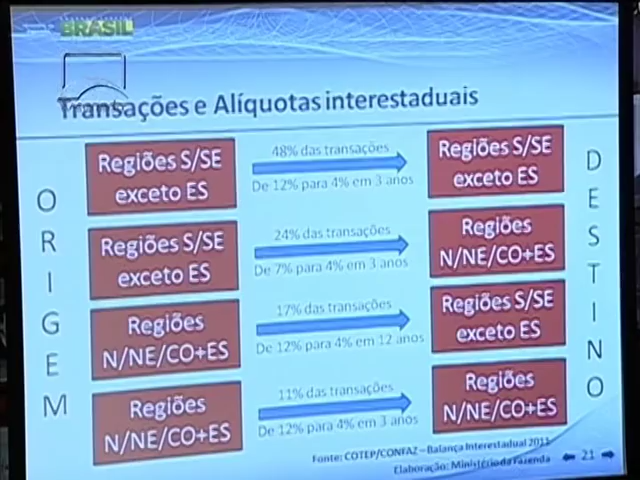 BRASIL
Transações e Alíquotas interestaduais
ORIGEM
DESTINO
Regiões S/SE
exceto ES
48% das transações
De 12% para 4% em 3 anos
Regiões S/SE
exceto ES
Regiões S/SE
exceto ES
24% das transações
De 7% para 4% em 3 anos
Regiões
N/NE/CO+ES
Regiões
N/NE/CO+ES
17% das transações
De 12% para 4% em 12 anos
Regiões S/SE
exceto ES
Regiões
N/NE/CO+ES
11% das transações
De 12% para 4% em 3 anos
Regiões
N/NE/CO+ES
Fonte: COTEP/CONFAZ – Balança Interestadual 2011
Elaboração: Ministério da Fazenda
21